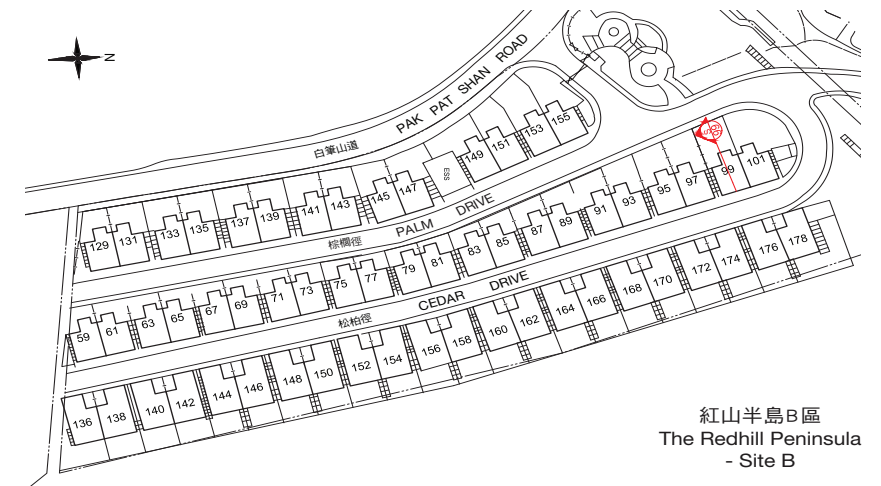 N
PAK PAT SHAN ROAD
白筆山道
149 151 153 155
ESS
129 131 133 135 137 139 141 143 145 147
PALM DRIVE
棕櫚徑
59 61 63 65 67 69 71 73 75 77 79 81 83 85 87 89 91 93 95 97 99 101
CEDAR DRIVE
松柏徑
136 138 140 142 144 146 148 150 152 154 156 158 160 162 164 166 168 170 172 174 176 178
紅山半島B區
The Redhill Peninsula
- Site B